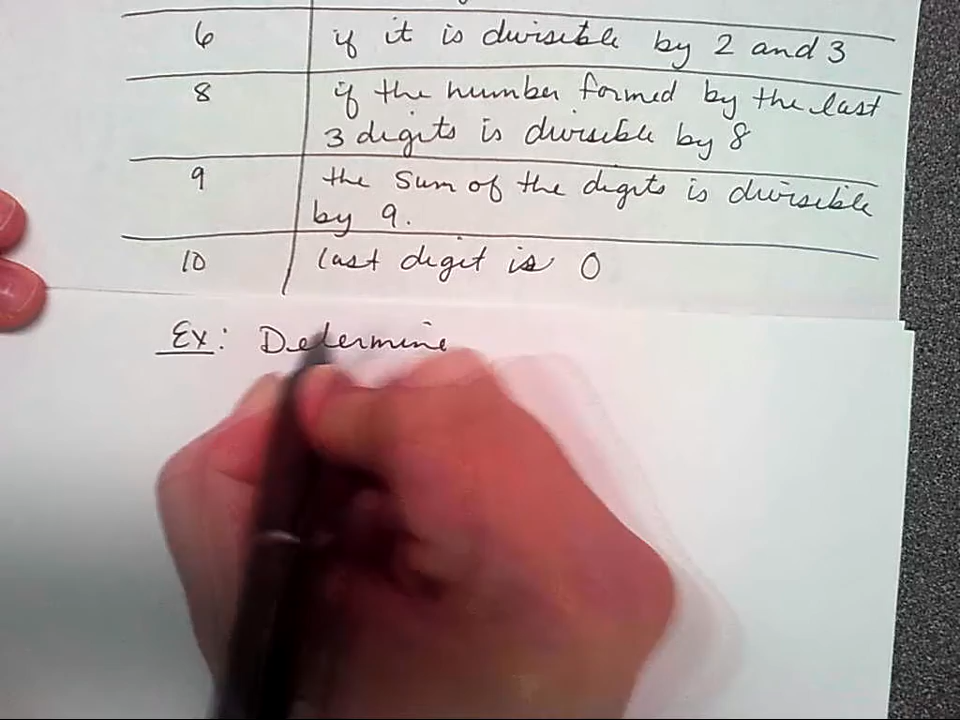 6 if it is divisible by 2 and 3
8 if the number formed by the last
3 digits is divisible by 8
9 the sum of the digits is divisible
by 9.
10 last digit is 0
Ex: Determine